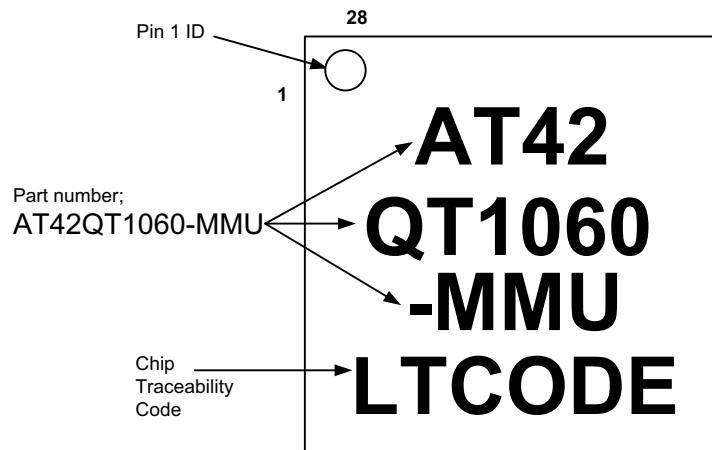 28
Pin 1 ID
1
AT42
Part number;
AT42QT1060-MMU
QT1060
-MMU
Chip
Traceability
Code
LTCODE